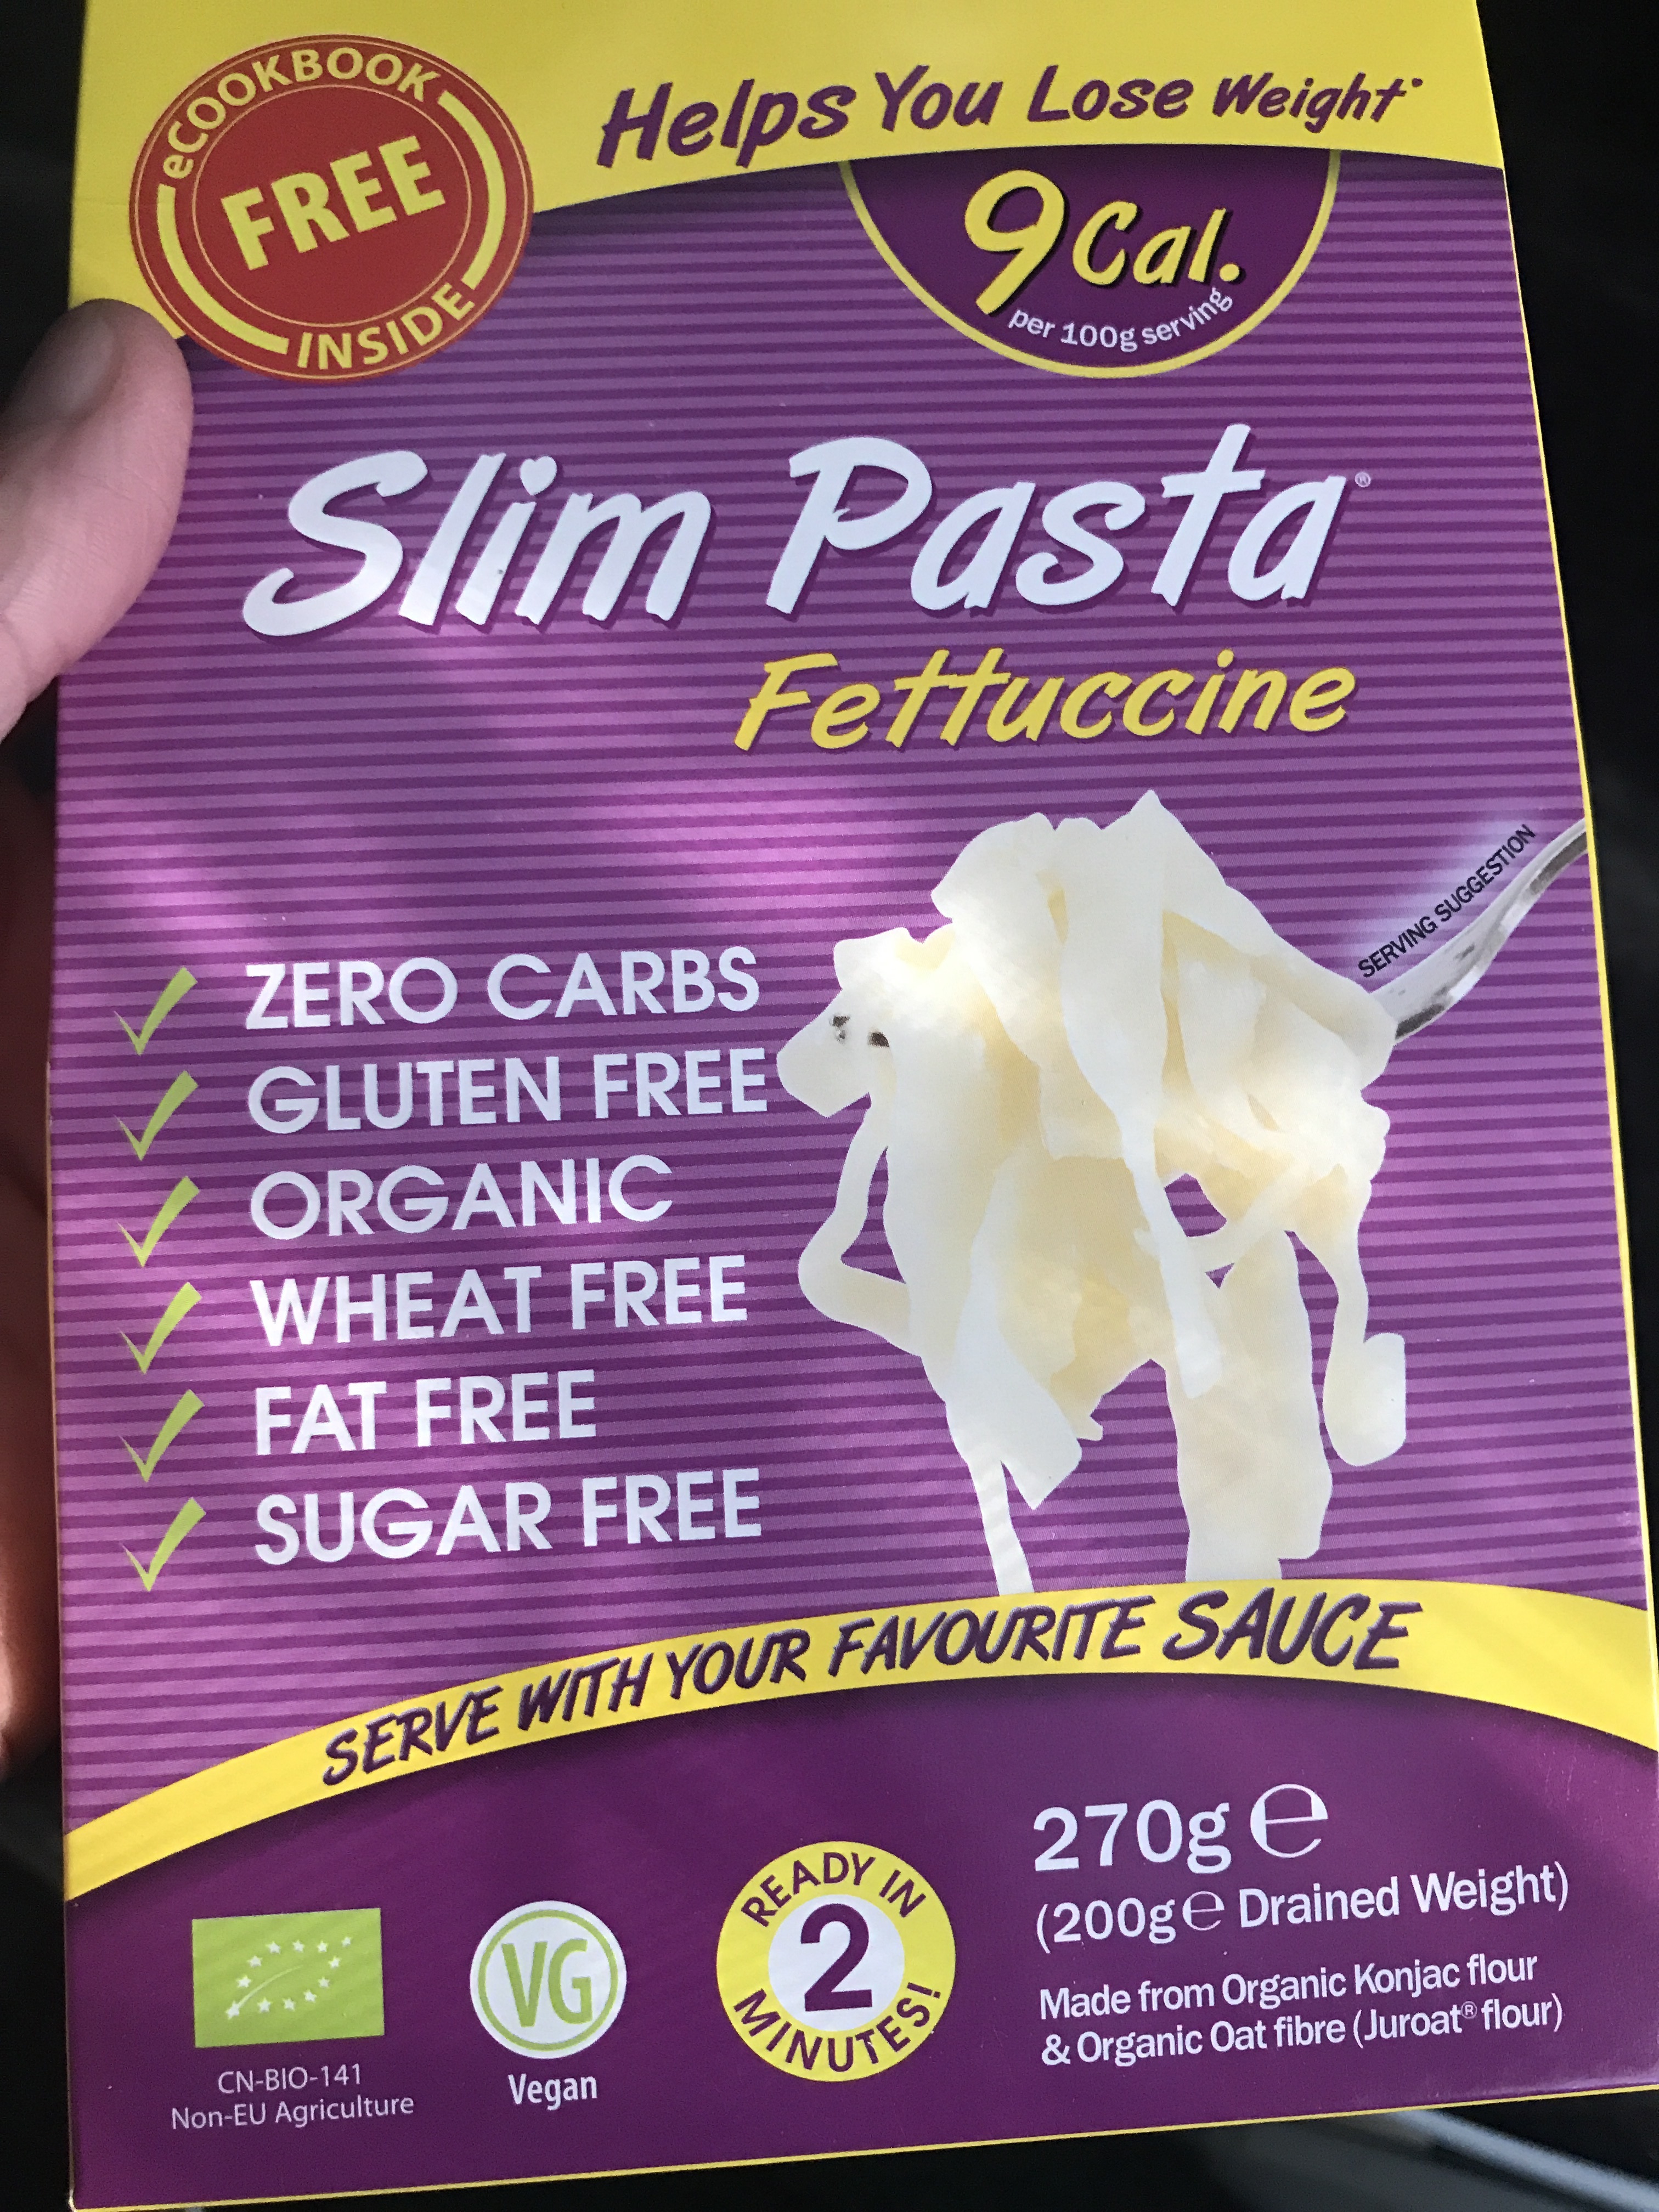 eCOOKBOOK
FREE
INSIDE
Helps You Lose Weight*
9 Cal.
per 100g serving
Slim Pasta®
Fettuccine
SERVING SUGGESTION
ZERO CARBS
GLUTEN FREE
ORGANIC
WHEAT FREE
FAT FREE
SUGAR FREE
SERVE WITH YOUR FAVOURITE SAUCE
270g e
(200g e Drained Weight)
Made from Organic Konjac flour
& Organic Oat fibre (Juroat® flour)
READY IN
2
MINUTES!
VG
Vegan
CN-BIO-141
Non-EU Agriculture